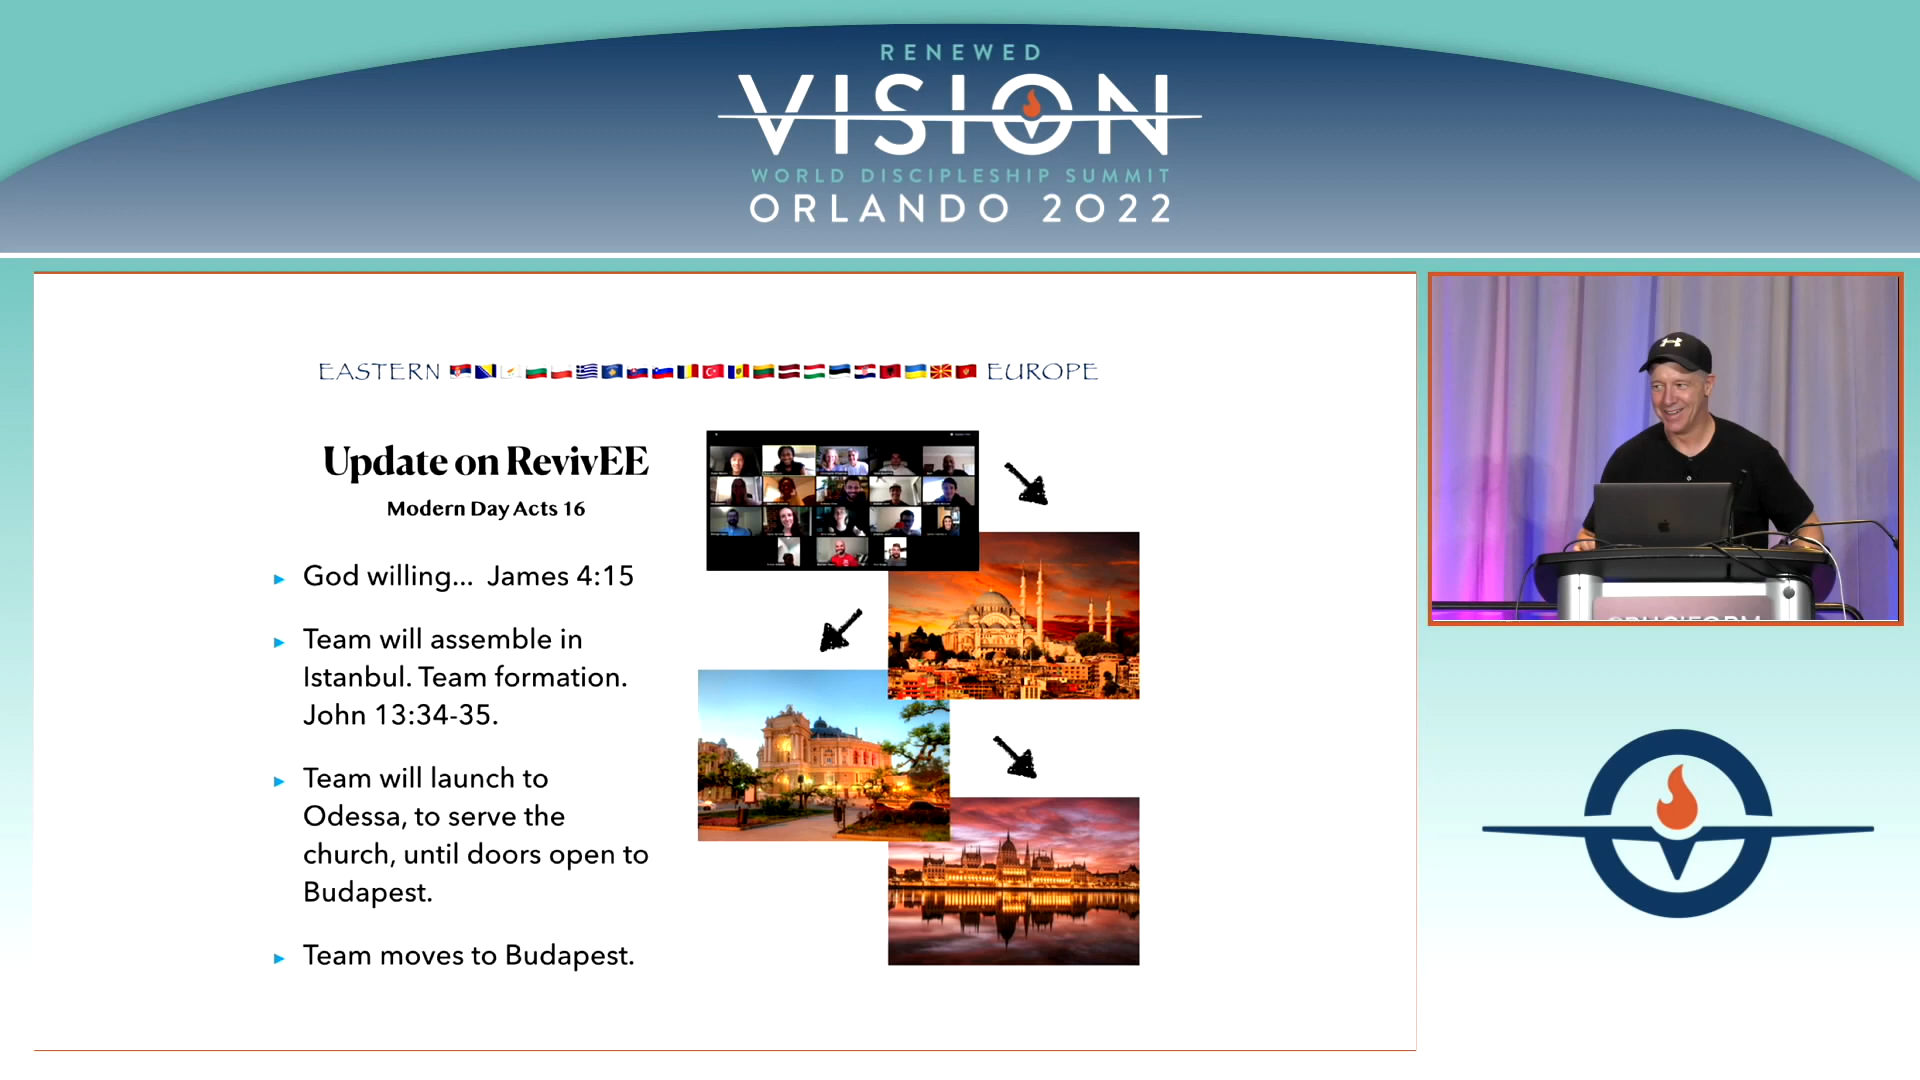 RENEWED
VISION
WORLD DISCIPLESHIP SUMMIT
ORLANDO 2022
EASTERN EUROPE
Update on RevivEE
Modern Day Acts 16
God willing... James 4:15
Team will assemble in
Istanbul. Team formation.
John 13:34-35.
Team will launch to
Odessa, to serve the
church, until doors open to
Budapest.
Team moves to Budapest.